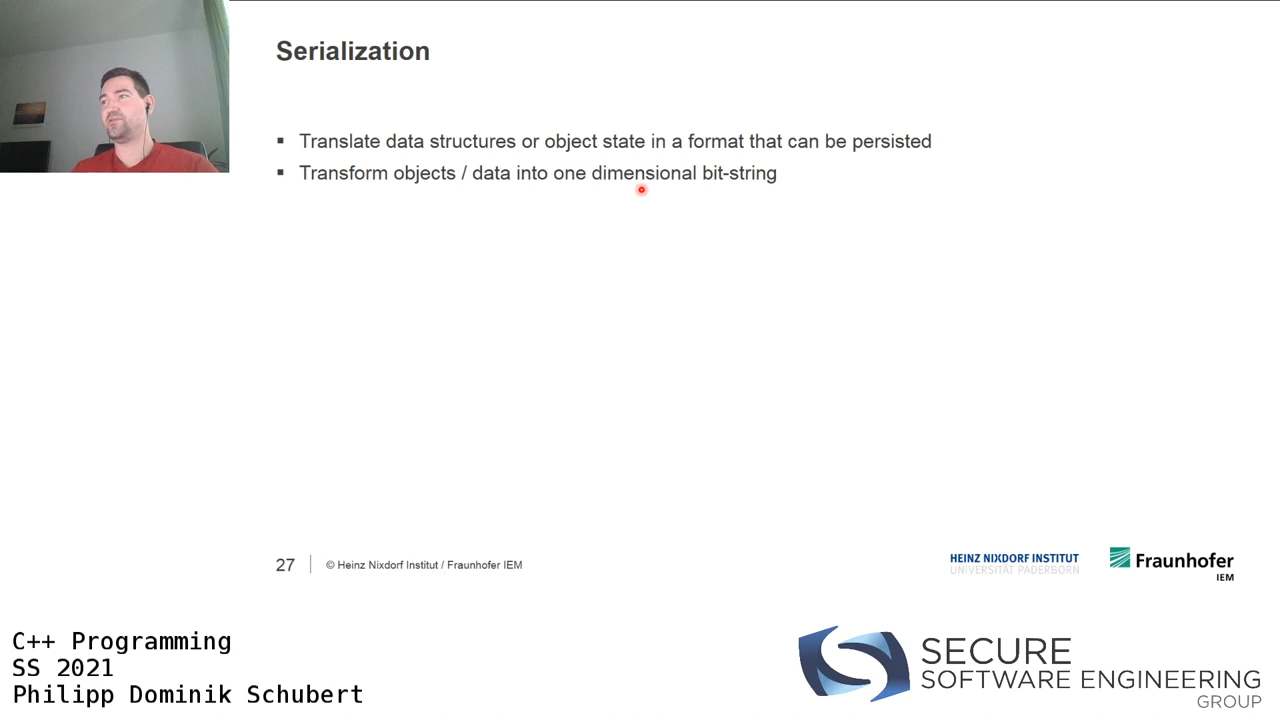 Serialization
▪ Translate data structures or object state in a format that can be persisted
▪ Transform objects / data into one dimensional bit-string
27 © Heinz Nixdorf Institut / Fraunhofer IEM
HEINZ NIXDORF INSTITUT
UNIVERSITÄT PADERBORN
Fraunhofer
IEM
C++ Programming
SS 2021
Philipp Dominik Schubert
SECURE
SOFTWARE ENGINEERING
GROUP